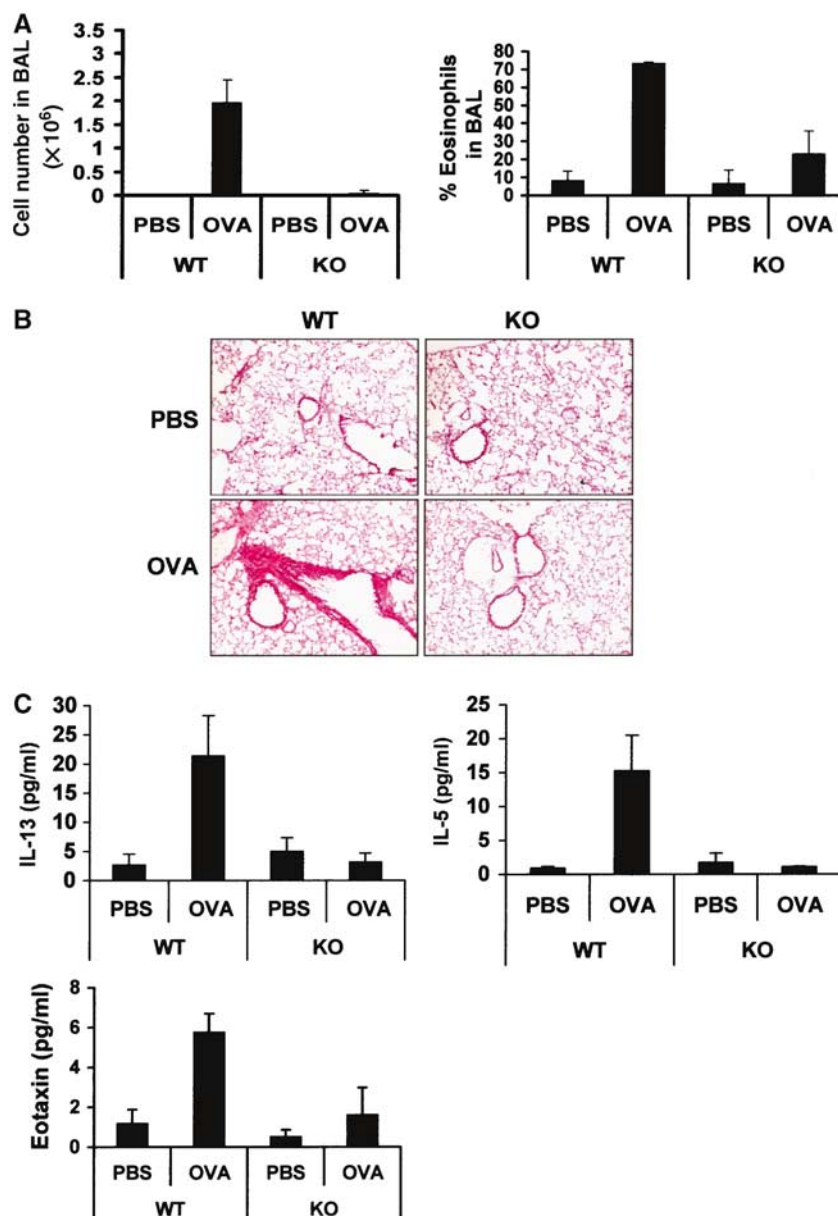 A
Cell number in BAL
(×10⁶)
3
2.5
2
1.5
1
0.5
0
PBS OVA PBS OVA
WT KO
% Eosinophils
in BAL
80
70
60
50
40
30
20
10
0
PBS OVA PBS OVA
WT KO
B
WT KO
PBS
OVA
C
IL-13 (pg/ml)
30
25
20
15
10
5
0
PBS OVA PBS OVA
WT KO
IL-5 (pg/ml)
25
20
15
10
5
0
PBS OVA PBS OVA
WT KO
Eotaxin (pg/ml)
8
6
4
2
0
PBS OVA PBS OVA
WT KO